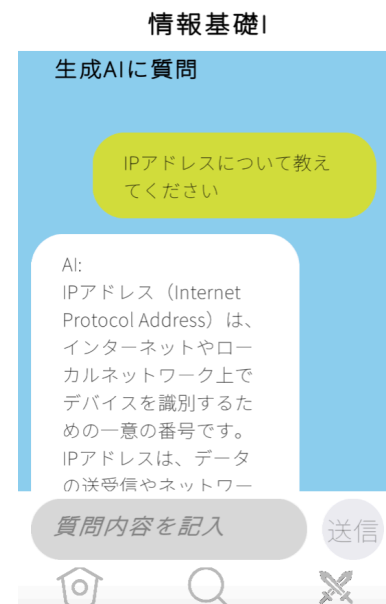 情報基礎Ⅰ
生成AIに質問
IPアドレスについて教え
てください
AI:
IPアドレス（Internet
Protocol Address）は、
インターネットやロー
カルネットワーク上で
デバイスを識別するた
めの一意の番号です。
IPアドレスは、データ
の送受信やネットワー
質問内容を記入
送信